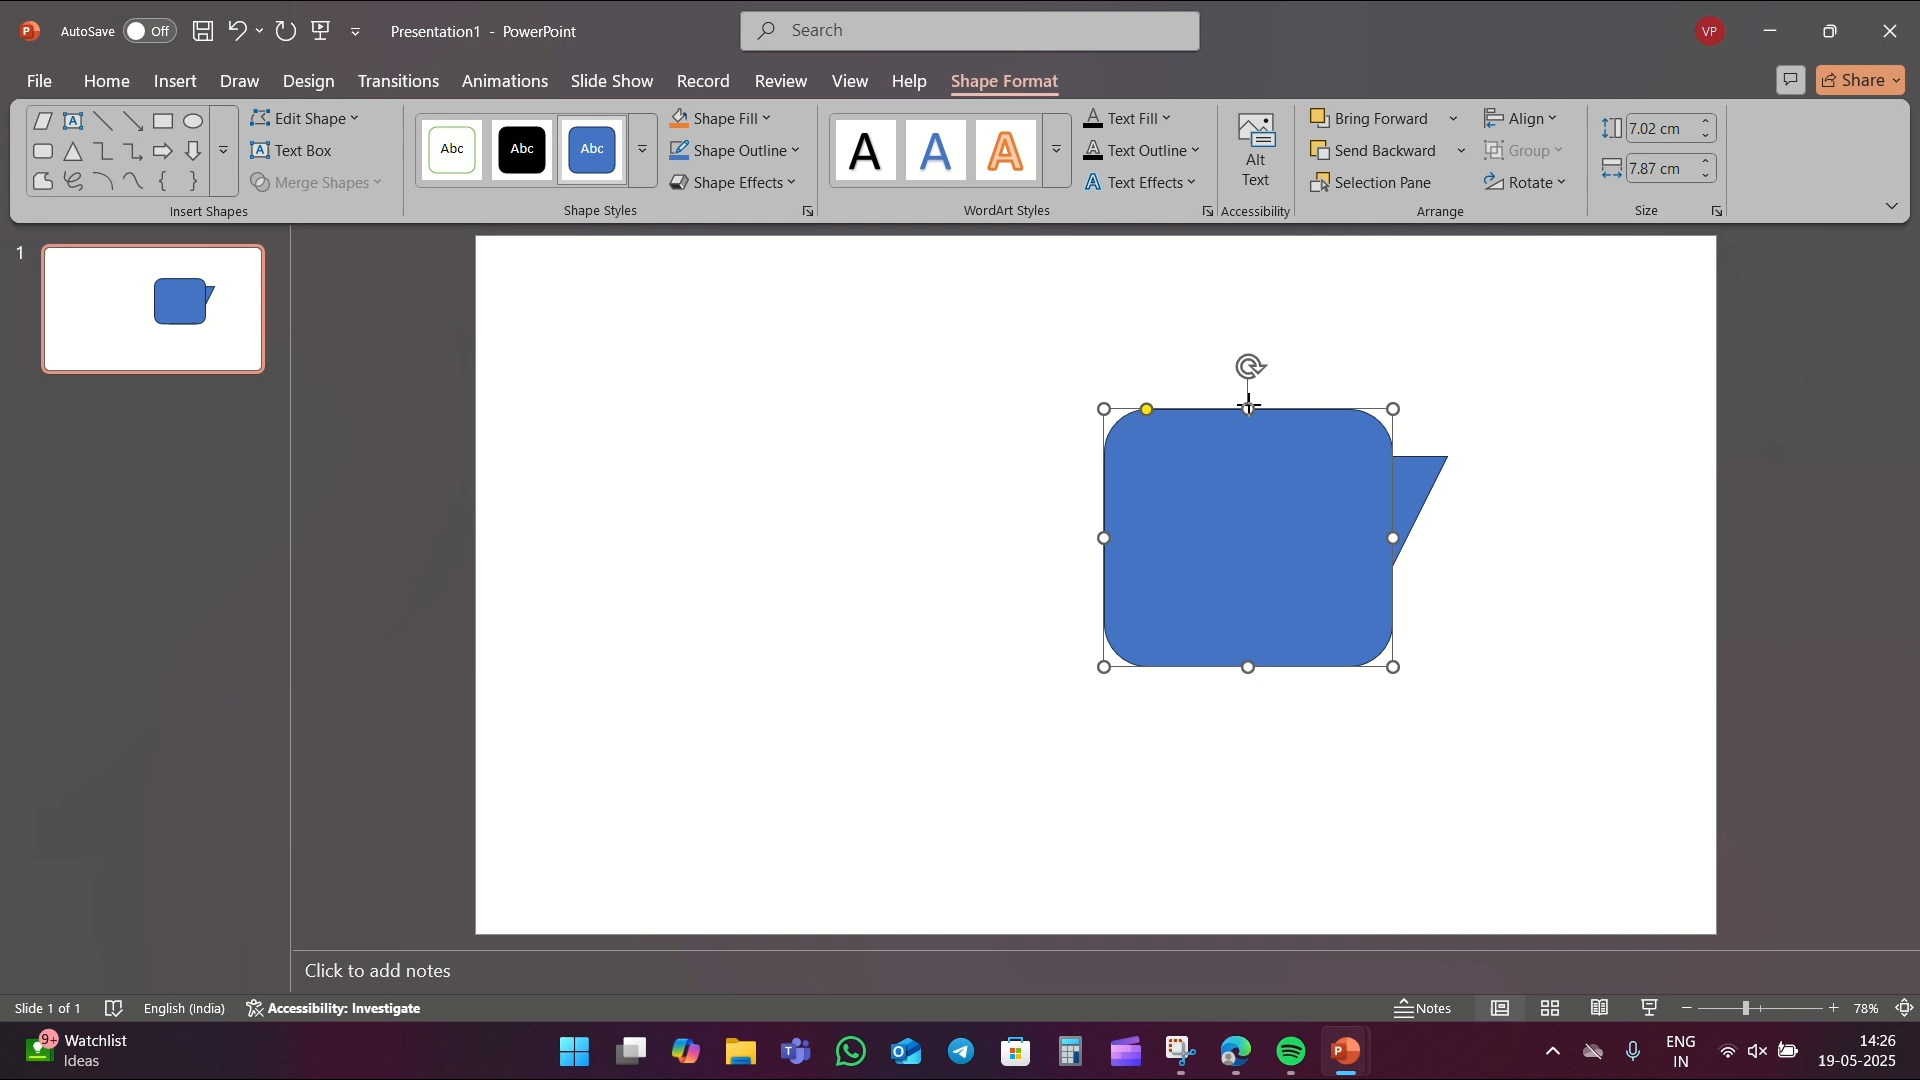 AutoSave Off Presentation1 - PowerPoint Search VP
File Home Insert Draw Design Transitions Animations Slide Show Record Review View Help Shape Format Share
Edit Shape
Text Box
Merge Shapes
Insert Shapes
Abc Abc Abc
Shape Fill
Shape Outline
Shape Effects
Shape Styles
A A A
Text Fill
Text Outline
Text Effects
WordArt Styles
Alt
Text
Accessibility
Bring Forward
Send Backward
Selection Pane
Align
Group
Rotate
Arrange
7.02 cm
7.87 cm
Size
1
Click to add notes
Slide 1 of 1 English (India) Accessibility: Investigate Notes 78%
9+ Watchlist
Ideas
ENG
IN
14:26
19-05-2025